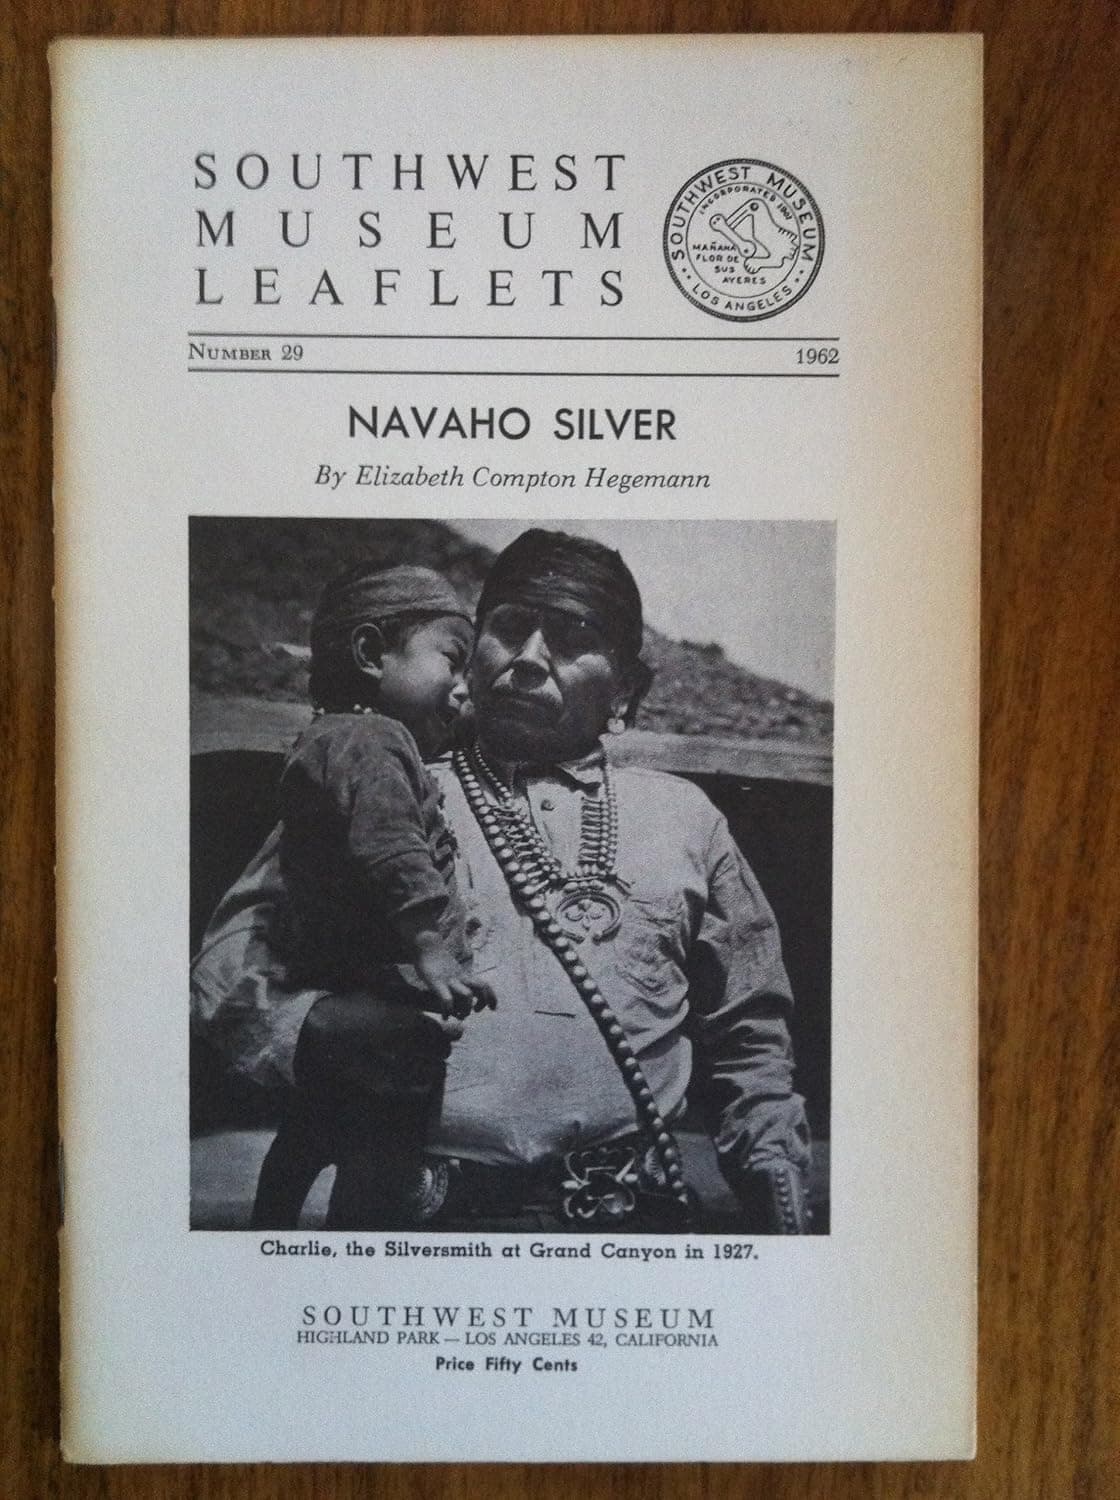 SOUTHWEST
MUSEUM
LEAFLETS
SOUTHWEST MUSEUM
INCORPORATED 1907
MAÑANA
FLOR DE
SUS
AYERES
LOS ANGELES
NUMBER 29
1962
NAVAHO SILVER
By Elizabeth Compton Hegemann
Charlie, the Silversmith at Grand Canyon in 1927.
SOUTHWEST MUSEUM
HIGHLAND PARK — LOS ANGELES 42, CALIFORNIA
Price Fifty Cents